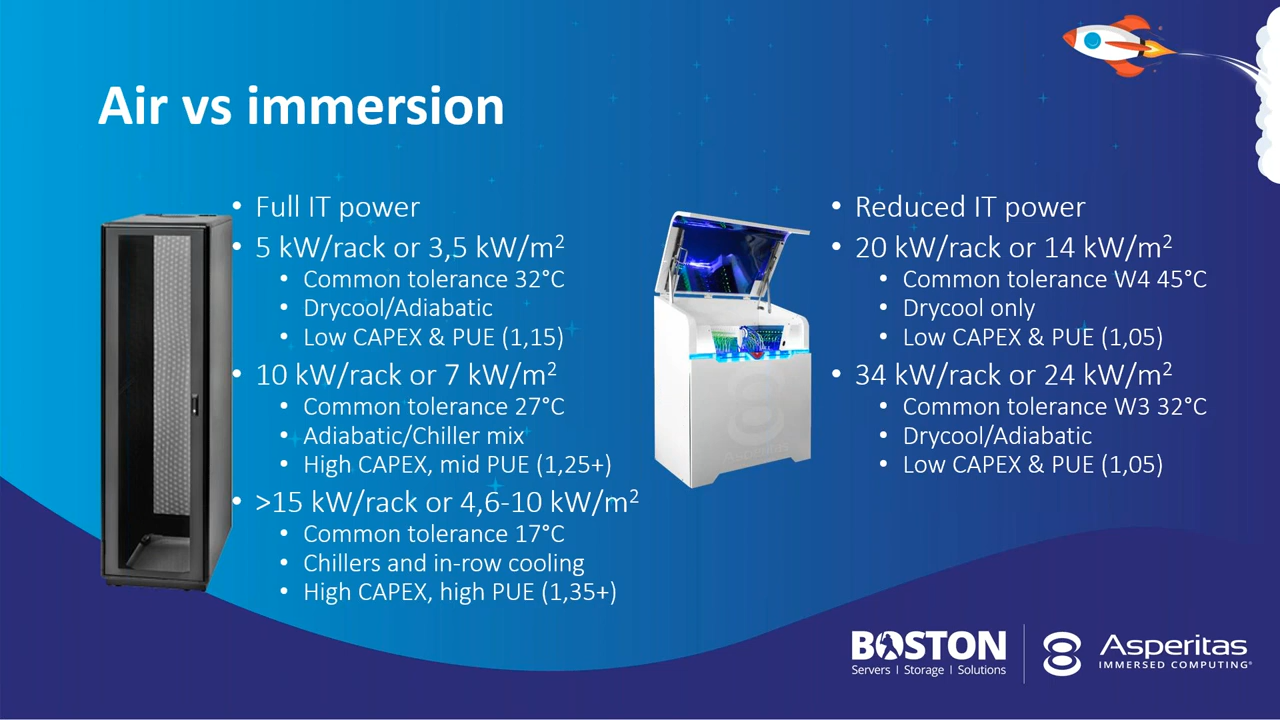 Air vs immersion
• Full IT power
• 5 kW/rack or 3,5 kW/m²
• Common tolerance 32°C
• Drycool/Adiabatic
• Low CAPEX & PUE (1,15)
• 10 kW/rack or 7 kW/m²
• Common tolerance 27°C
• Adiabatic/Chiller mix
• High CAPEX, mid PUE (1,25+)
• >15 kW/rack or 4,6-10 kW/m²
• Common tolerance 17°C
• Chillers and in-row cooling
• High CAPEX, high PUE (1,35+)
• Reduced IT power
• 20 kW/rack or 14 kW/m²
• Common tolerance W4 45°C
• Drycool only
• Low CAPEX & PUE (1,05)
• 34 kW/rack or 24 kW/m²
• Common tolerance W3 32°C
• Drycool/Adiabatic
• Low CAPEX & PUE (1,05)
Asperitas
BOSTON
Servers | Storage | Solutions
Asperitas
IMMERSED COMPUTING®